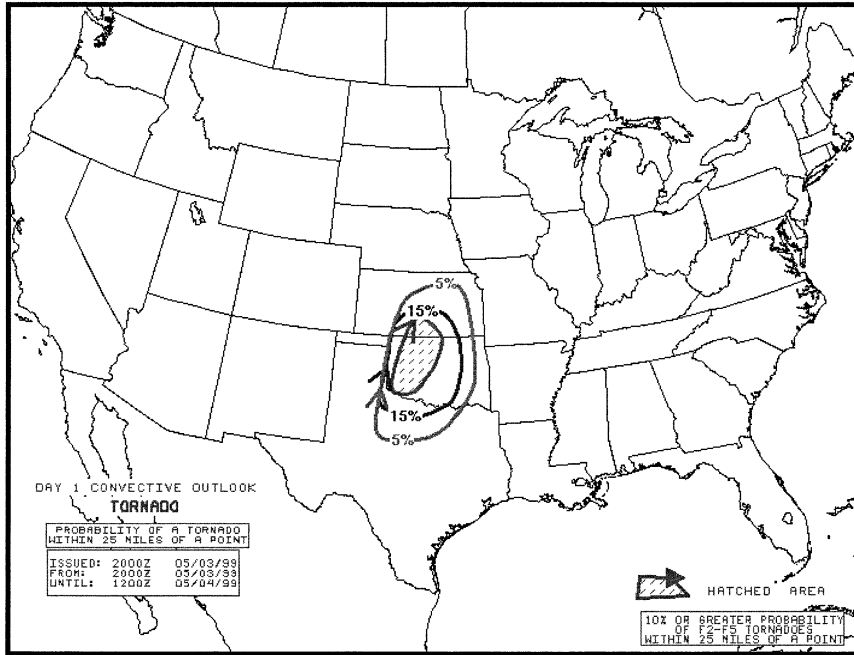 5%
15%
15%
5%
DAY 1 CONVECTIVE OUTLOOK
TORNADO
PROBABILITY OF A TORNADO
WITHIN 25 MILES OF A POINT
ISSUED: 2000Z 05/03/99
FROM: 2000Z 05/03/99
UNTIL: 1200Z 05/04/99
HATCHED AREA
10% OR GREATER PROBABILITY
OF F2-F5 TORNADOES
WITHIN 25 MILES OF A POINT